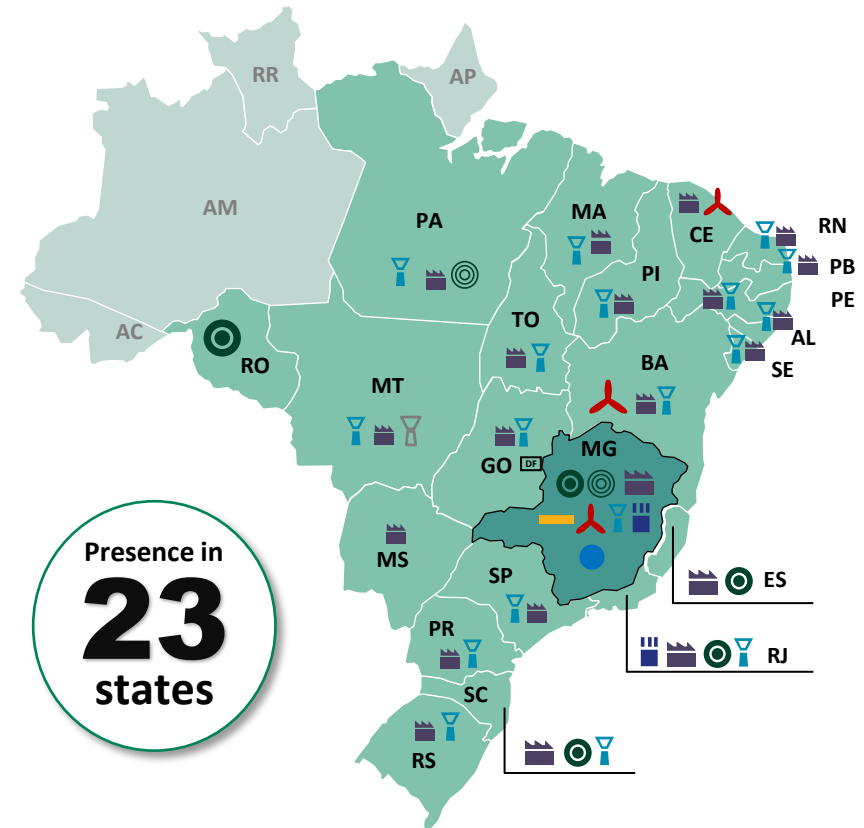 RR
AP
AM
PA
MA
CE
RN
PB
PE
PI
AL
SE
TO
AC
RO
MT
BA
GO
DF
MG
MS
SP
ES
RJ
PR
SC
RS
Presence in
23
states